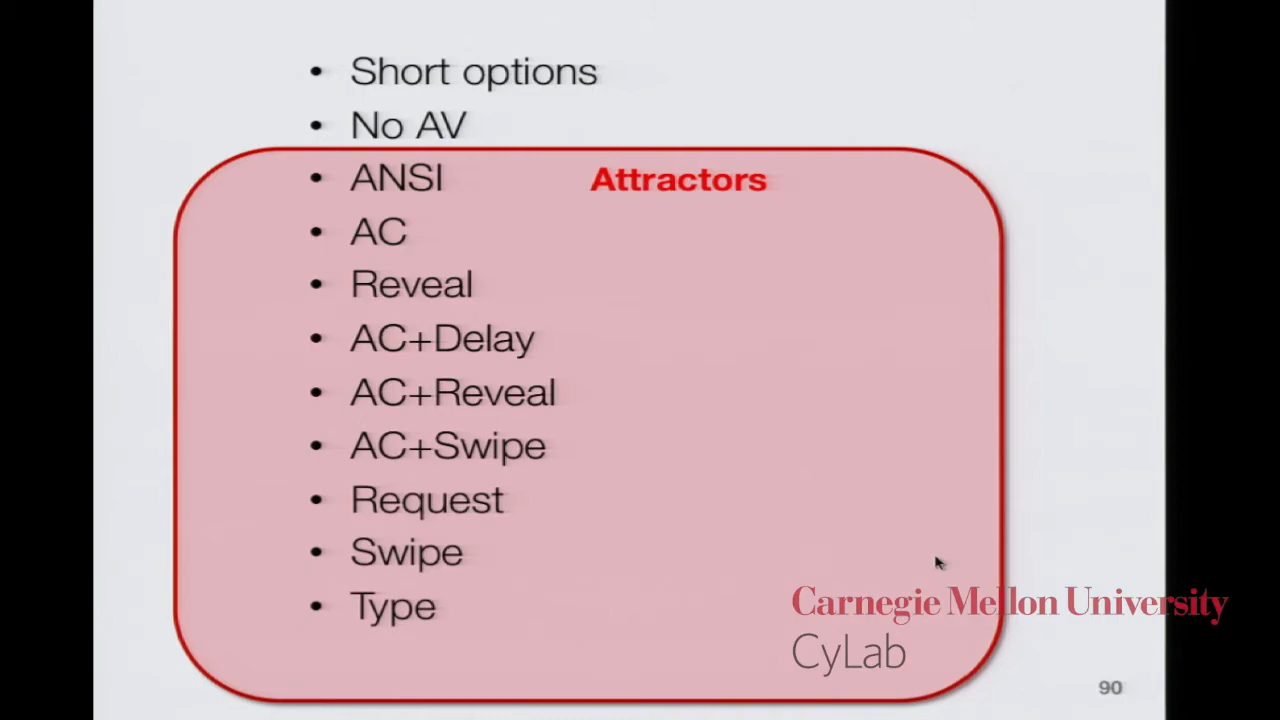 • Short options
• No AV
• ANSI
Attractors
• AC
• Reveal
• AC+Delay
• AC+Reveal
• AC+Swipe
• Request
• Swipe
• Type
Carnegie Mellon University
CyLab
90